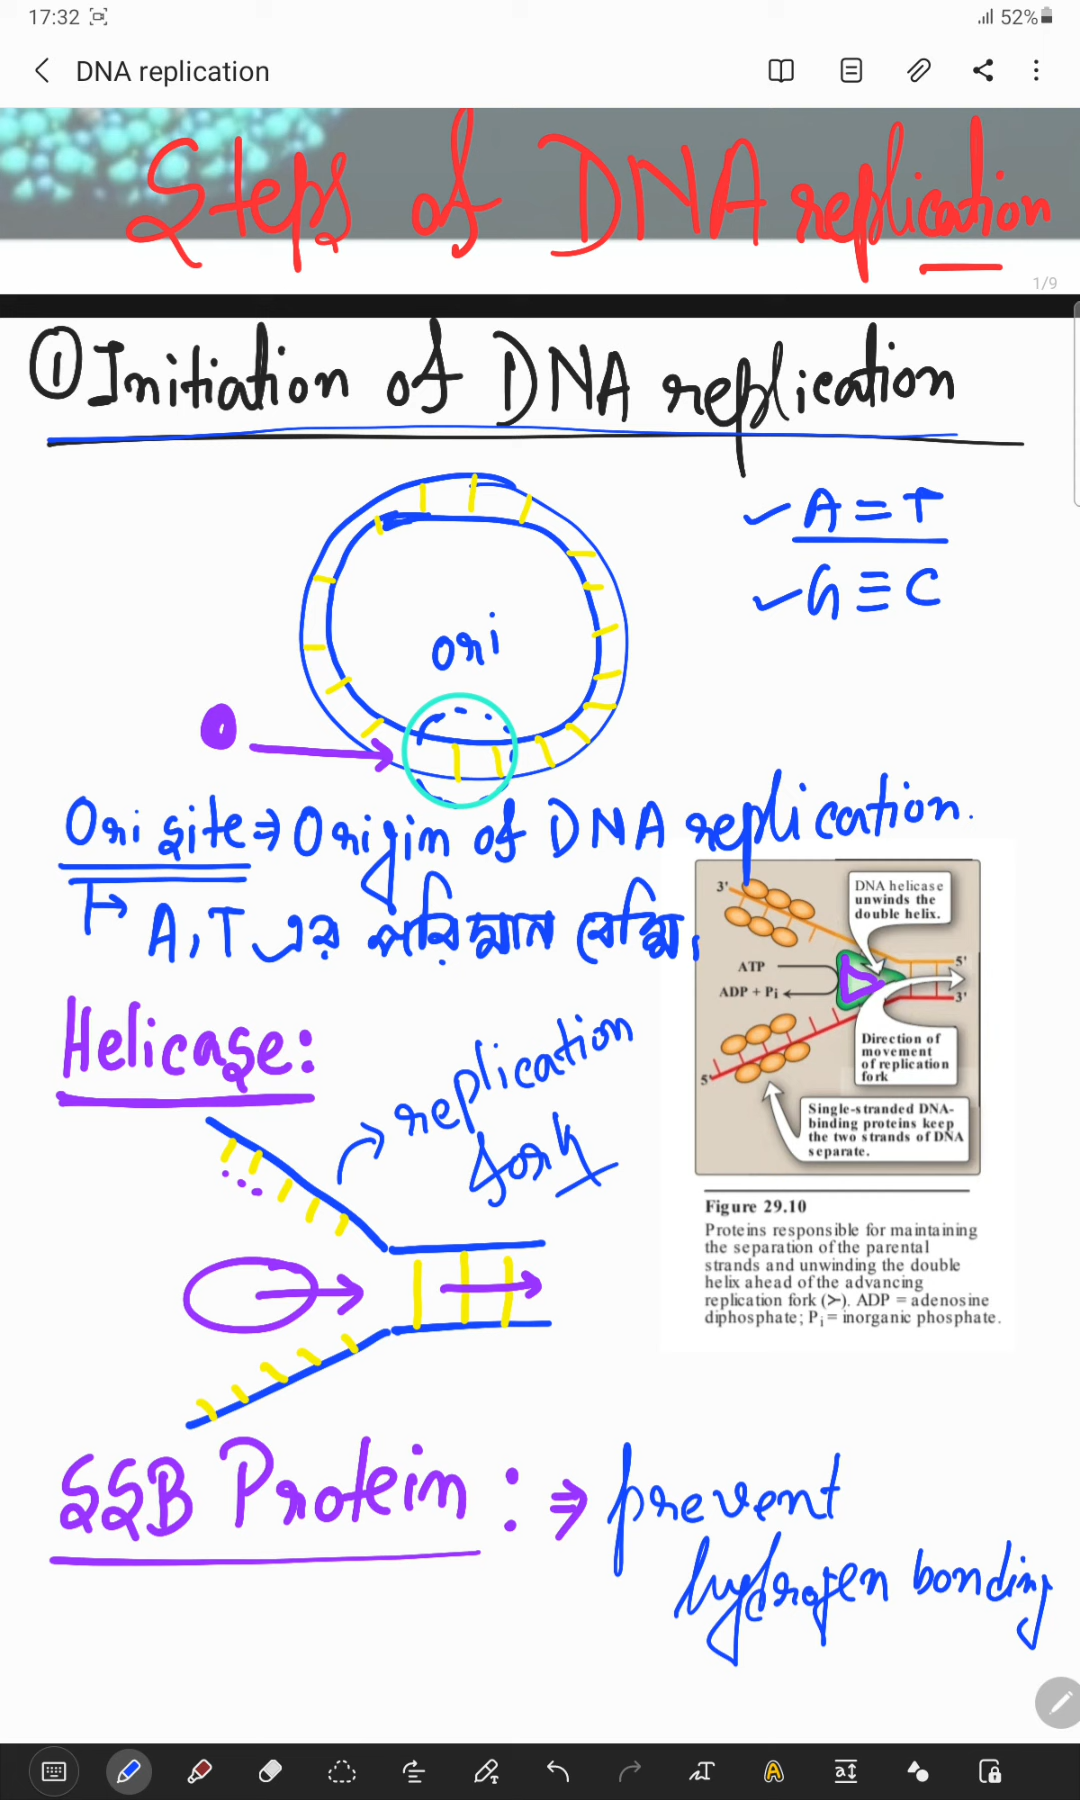 17:32
52%
DNA replication
Steps of DNA replication
1/9
① Initiation of DNA replication
A = T
G ≡ C
ori
Ori site ⇒ Origin of DNA replication.
A, T এর পরিমান বেশি।
Helicase:
replication
fork
3'
DNA helicase
unwinds the
double helix.
ATP
ADP + Pi
5'
3'
Direction of
movement
of replication
fork
5'
Single-stranded DNA-
binding proteins keep
the two strands of DNA
separate.
Figure 29.10
Proteins responsible for maintaining
the separation of the parental
strands and unwinding the double
helix ahead of the advancing
replication fork (>). ADP = adenosine
diphosphate; Pi = inorganic phosphate.
SSB Protein : ⇒ prevent
hydrogen bonding